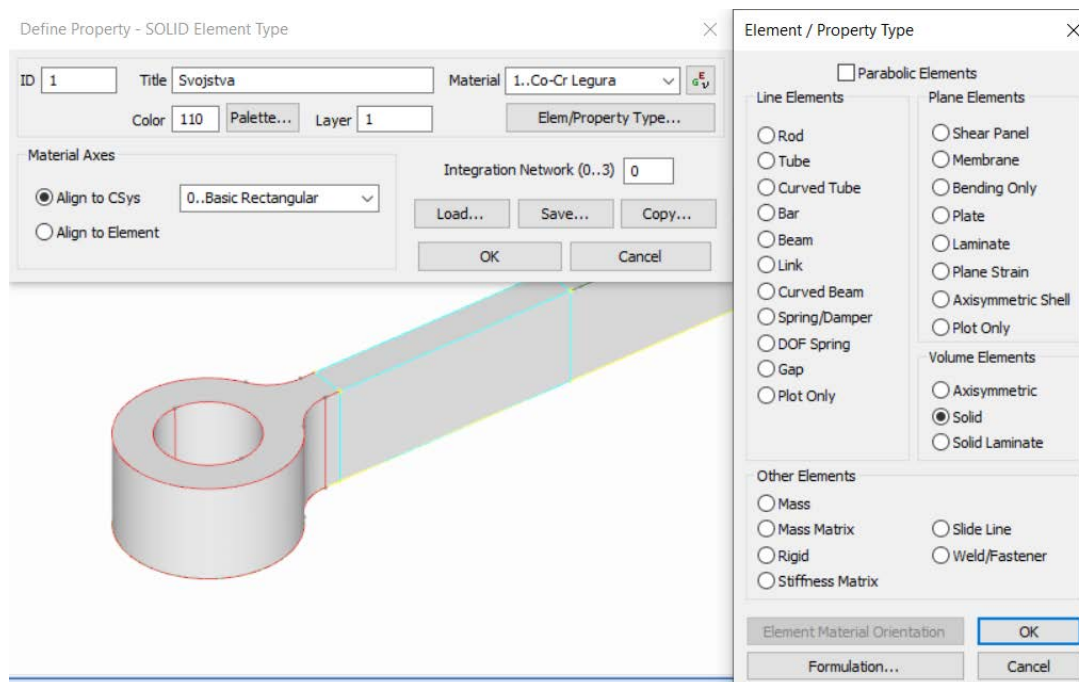 Define Property - SOLID Element Type
ID 1 Title Svojstva Material 1..Co-Cr Legura
Color 110 Palette... Layer 1 Elem/Property Type...
Material Axes
Align to CSys 0..Basic Rectangular
Align to Element
Integration Network (0..3) 0
Load... Save... Copy...
OK Cancel
Element / Property Type
Parabolic Elements
Line Elements
Rod
Tube
Curved Tube
Bar
Beam
Link
Curved Beam
Spring/Damper
DOF Spring
Gap
Plot Only
Plane Elements
Shear Panel
Membrane
Bending Only
Plate
Laminate
Plane Strain
Axisymmetric Shell
Plot Only
Volume Elements
Axisymmetric
Solid
Solid Laminate
Other Elements
Mass
Mass Matrix
Rigid
Stiffness Matrix
Slide Line
Weld/Fastener
Element Material Orientation OK
Formulation... Cancel